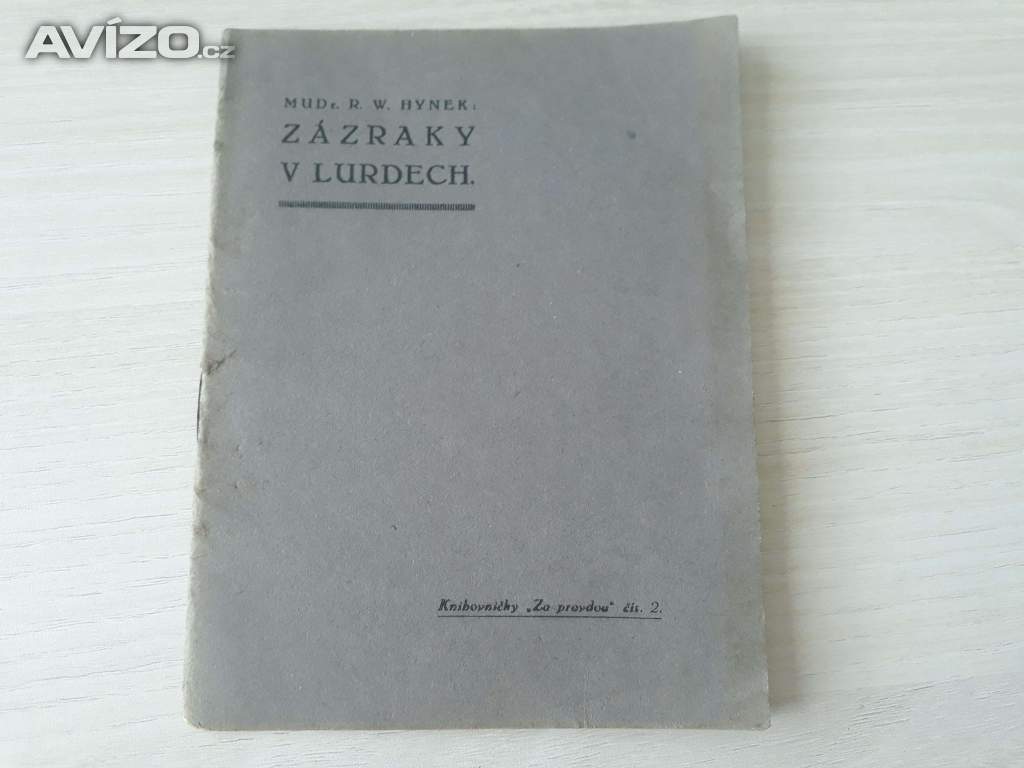 AVÍZO.cz
MUDr. R. W. HYNEK:
ZÁZRAKY
V LURDECH.
Knihovničky „Za pravdou" čís. 2.